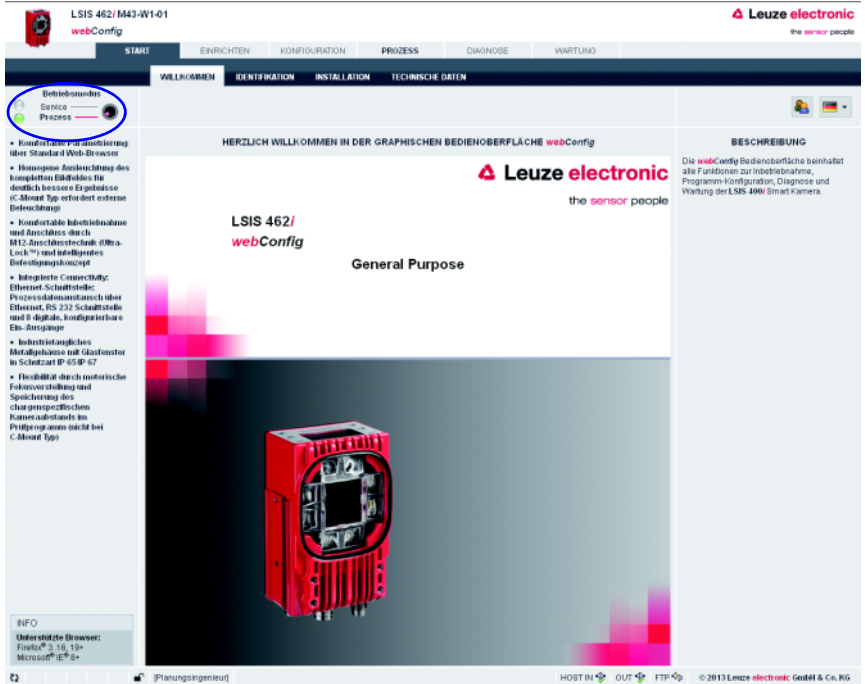 LSIS 462i M43-W1-01
webConfig
Leuze electronic
the sensor people
START EINRICHTEN KONFIGURATION PROZESS DIAGNOSE WARTUNG
WILLKOMMEN IDENTIFIKATION INSTALLATION TECHNISCHE DATEN
Betriebsmodus
Service
Prozess
• Komfortable Parametrierung
über Standard Web-Browser
• Homogene Ausleuchtung des
kompletten Bildfeldes für
deutlich bessere Ergebnisse
(C-Mount Typ erfordert externe
Beleuchtung)
• Komfortable Inbetriebnahme
und Anschluss durch
M12-Anschlusstechnik (Ultra-
Lock™) und intelligentes
Befestigungskonzept
• Integrierte Connectivity:
Ethernet-Schnittstelle;
Prozessdatenaustausch über
Ethernet, RS 232 Schnittstelle
und 8 digitale, konfigurierbare
Ein-/Ausgänge
• Industrietaugliches
Metallgehäuse mit Glasfenster
in Schutzart IP 65/IP 67
• Flexibilität durch motorische
Fokusverstellung und
Speicherung des
chargenspezifischen
Kameraabstands im
Prüfprogramm (nicht bei
C-Mount Typ)
INFO
Unterstützte Browser:
Firefox® 3.16, 19+
Microsoft® IE® 8+
HERZLICH WILLKOMMEN IN DER GRAPHISCHEN BEDIENOBERFLÄCHE webConfig
Leuze electronic
the sensor people
LSIS 462i
webConfig
General Purpose
BESCHREIBUNG
Die webConfig Bedienoberfläche beinhaltet
alle Funktionen zur Inbetriebnahme,
Programm-Konfiguration, Diagnose und
Wartung der LSIS 400i Smart Kamera.
[Planungsingenieur]
HOST IN OUT FTP © 2013 Leuze electronic GmbH & Co. KG